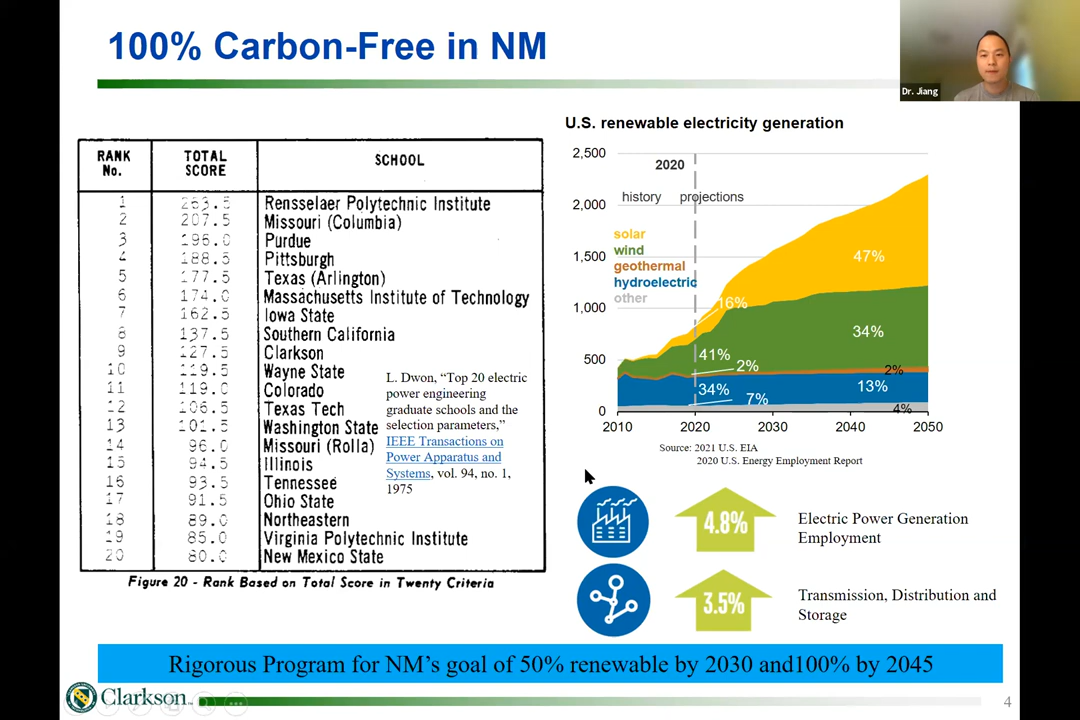 100% Carbon-Free in NM
Dr. Jiang
RANK No. TOTAL SCORE SCHOOL
1 263.5 Rensselaer Polytechnic Institute
2 207.5 Missouri (Columbia)
3 196.0 Purdue
4 188.5 Pittsburgh
5 177.5 Texas (Arlington)
6 174.0 Massachusetts Institute of Technology
7 162.5 Iowa State
8 137.5 Southern California
9 127.5 Clarkson
10 119.5 Wayne State
11 119.0 Colorado
12 106.5 Texas Tech
13 101.5 Washington State
14 96.0 Missouri (Rolla)
15 94.5 Illinois
16 93.5 Tennessee
17 91.5 Ohio State
18 89.0 Northeastern
19 85.0 Virginia Polytechnic Institute
20 80.0 New Mexico State
Figure 20 - Rank Based on Total Score in Twenty Criteria
L. Dwon, “Top 20 electric
power engineering
graduate schools and the
selection parameters,”
IEEE Transactions on
Power Apparatus and
Systems, vol. 94, no. 1,
1975
U.S. renewable electricity generation
2,500
2,000
1,500
1,000
500
0
2020
history projections
solar
wind
geothermal
hydroelectric
other
16%
41%
2%
34%
7%
47%
34%
2%
13%
4%
2010 2020 2030 2040 2050
Source: 2021 U.S. EIA
2020 U.S. Energy Employment Report
4.8%
Electric Power Generation
Employment
3.5%
Transmission, Distribution and
Storage
Rigorous Program for NM’s goal of 50% renewable by 2030 and100% by 2045
Clarkson
4